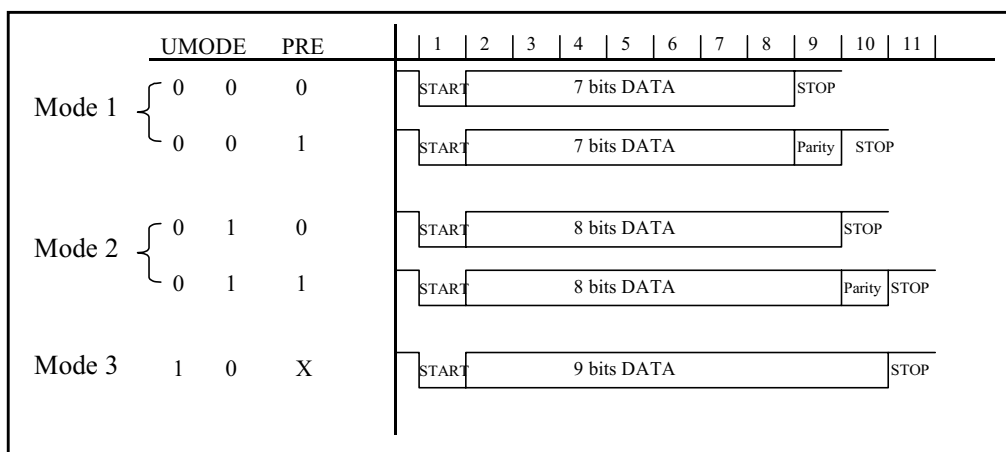 UMODE PRE 1 2 3 4 5 6 7 8 9 10 11
Mode 1
0 0 0 START 7 bits DATA STOP
0 0 1 START 7 bits DATA Parity STOP
Mode 2
0 1 0 START 8 bits DATA STOP
0 1 1 START 8 bits DATA Parity STOP
Mode 3 1 0 X START 9 bits DATA STOP